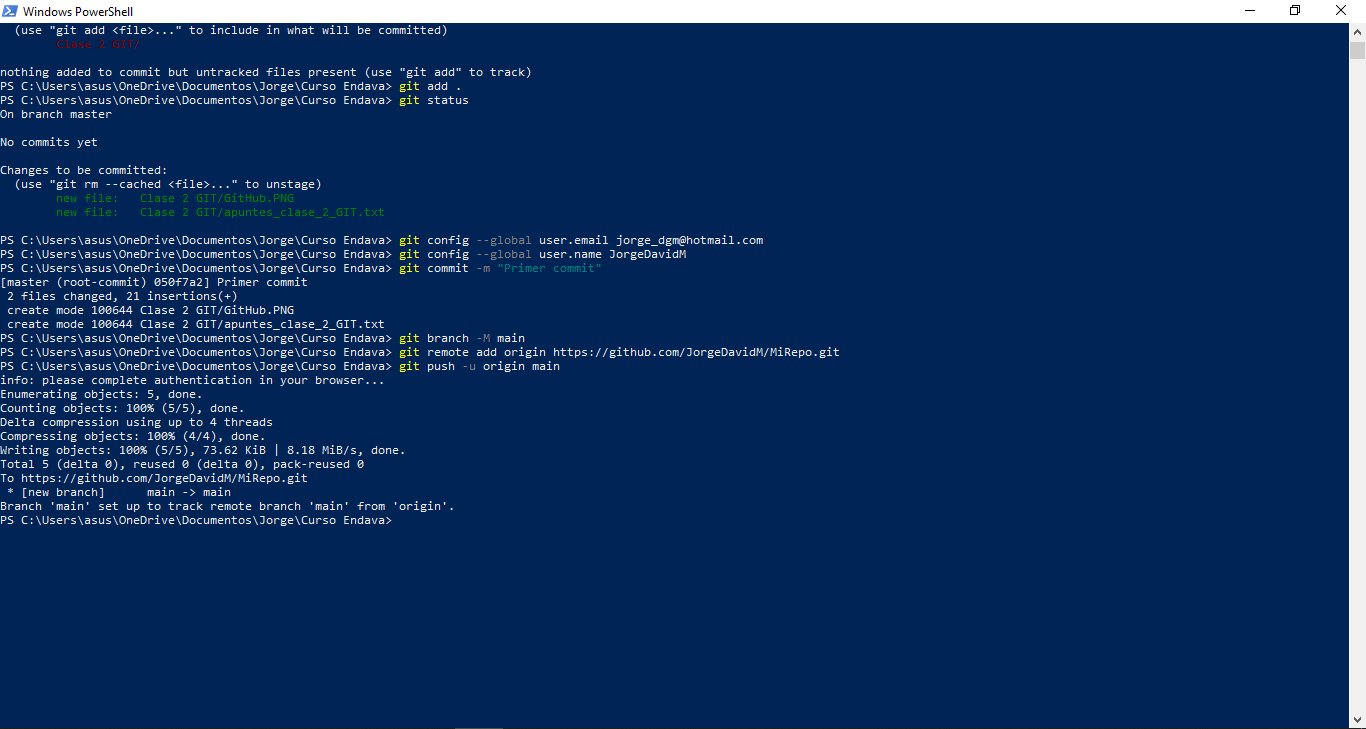 Windows PowerShell
  (use "git add <file>..." to include in what will be committed)
        Clase 2 GIT/
nothing added to commit but untracked files present (use "git add" to track)
PS C:\Users\asus\OneDrive\Documentos\Jorge\Curso Endava> git add .
PS C:\Users\asus\OneDrive\Documentos\Jorge\Curso Endava> git status
On branch master
No commits yet
Changes to be committed:
  (use "git rm --cached <file>..." to unstage)
        new file:   Clase 2 GIT/GitHub.PNG
        new file:   Clase 2 GIT/apuntes_clase_2_GIT.txt
PS C:\Users\asus\OneDrive\Documentos\Jorge\Curso Endava> git config --global user.email jorge_dgm@hotmail.com
PS C:\Users\asus\OneDrive\Documentos\Jorge\Curso Endava> git config --global user.name JorgeDavidM
PS C:\Users\asus\OneDrive\Documentos\Jorge\Curso Endava> git commit -m "Primer commit"
[master (root-commit) 050f7a2] Primer commit
 2 files changed, 21 insertions(+)
 create mode 100644 Clase 2 GIT/GitHub.PNG
 create mode 100644 Clase 2 GIT/apuntes_clase_2_GIT.txt
PS C:\Users\asus\OneDrive\Documentos\Jorge\Curso Endava> git branch -M main
PS C:\Users\asus\OneDrive\Documentos\Jorge\Curso Endava> git remote add origin https://github.com/JorgeDavidM/MiRepo.git
PS C:\Users\asus\OneDrive\Documentos\Jorge\Curso Endava> git push -u origin main
info: please complete authentication in your browser...
Enumerating objects: 5, done.
Counting objects: 100% (5/5), done.
Delta compression using up to 4 threads
Compressing objects: 100% (4/4), done.
Writing objects: 100% (5/5), 73.62 KiB | 8.18 MiB/s, done.
Total 5 (delta 0), reused 0 (delta 0), pack-reused 0
To https://github.com/JorgeDavidM/MiRepo.git
 * [new branch]      main -> main
Branch 'main' set up to track remote branch 'main' from 'origin'.
PS C:\Users\asus\OneDrive\Documentos\Jorge\Curso Endava>